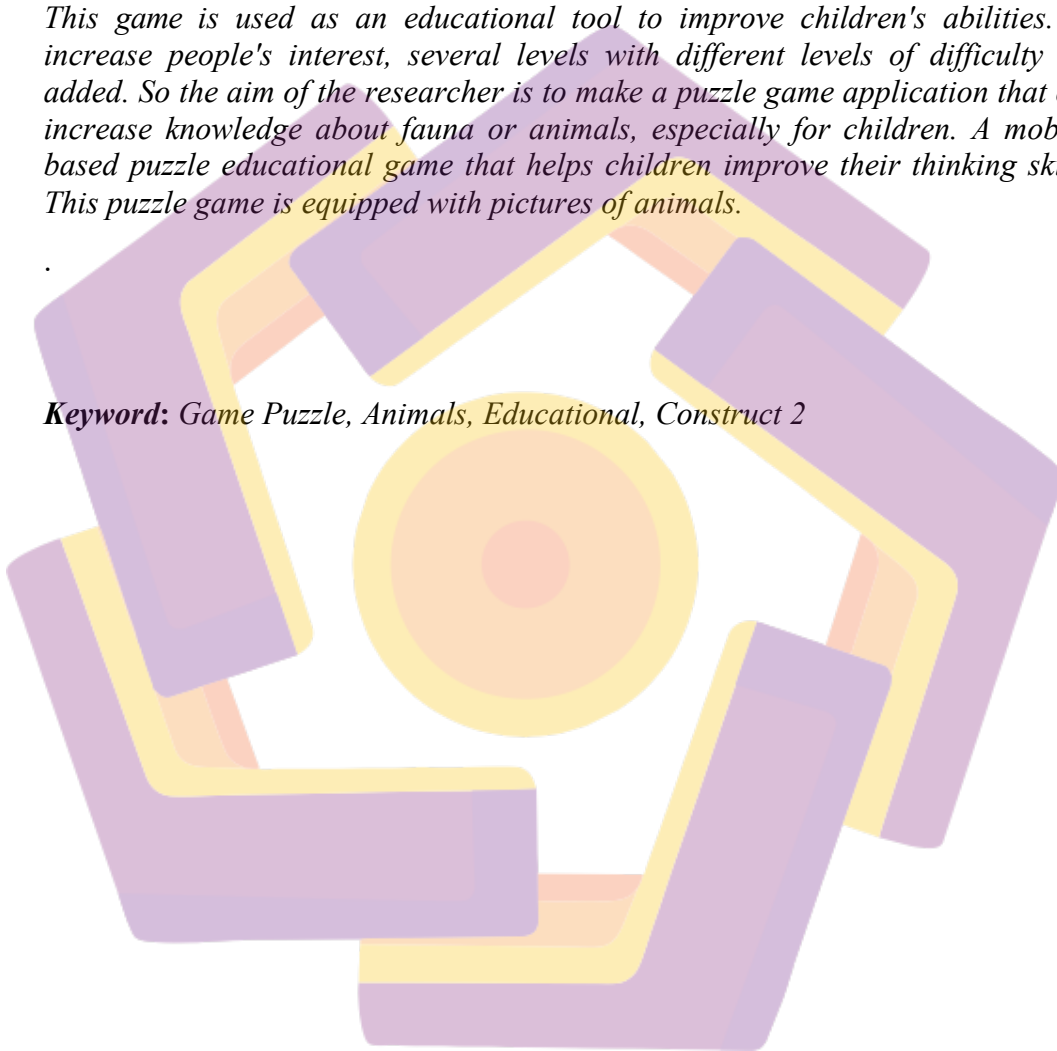 This game is used as an educational tool to improve children's abilities.
increase people's interest, several levels with different levels of difficulty
added. So the aim of the researcher is to make a puzzle game application that
increase knowledge about fauna or animals, especially for children. A
based puzzle educational game that helps children improve their thinking
This puzzle game is equipped with pictures of animals.
.
Keyword: Game Puzzle, Animals, Educational, Construct 2